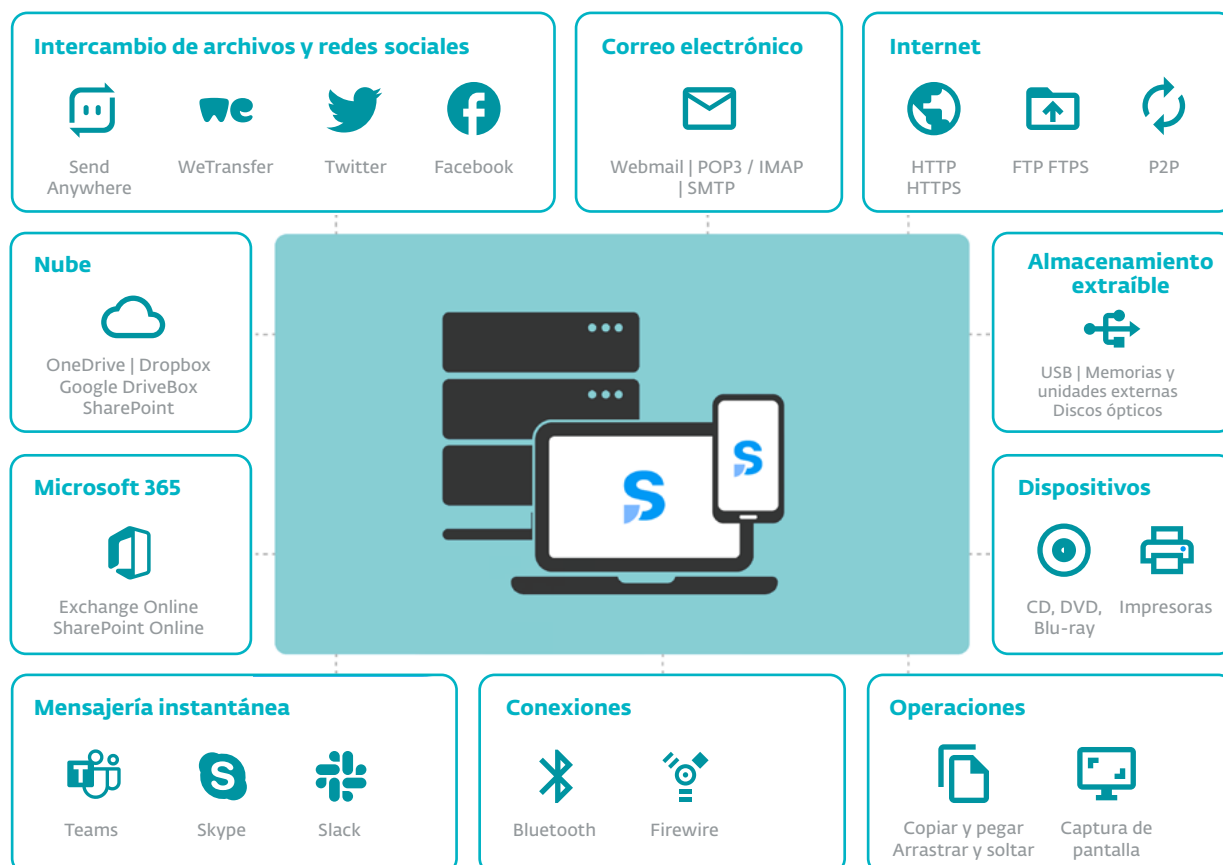 Intercambio de archivos y redes sociales
Send
Anywhere
WeTransfer
Twitter
Facebook
Correo electrónico
Webmail | POP3 / IMAP
| SMTP
Internet
HTTP
HTTPS
FTP FTPS
P2P
Nube
OneDrive | Dropbox
Google DriveBox
SharePoint
Almacenamiento
extraíble
USB | Memorias y
unidades externas
Discos ópticos
Microsoft 365
Exchange Online
SharePoint Online
Dispositivos
CD, DVD,
Blu-ray
Impresoras
Mensajería instantánea
Teams
Skype
Slack
Conexiones
Bluetooth
Firewire
Operaciones
Copiar y pegar
Arrastrar y soltar
Captura de
pantalla